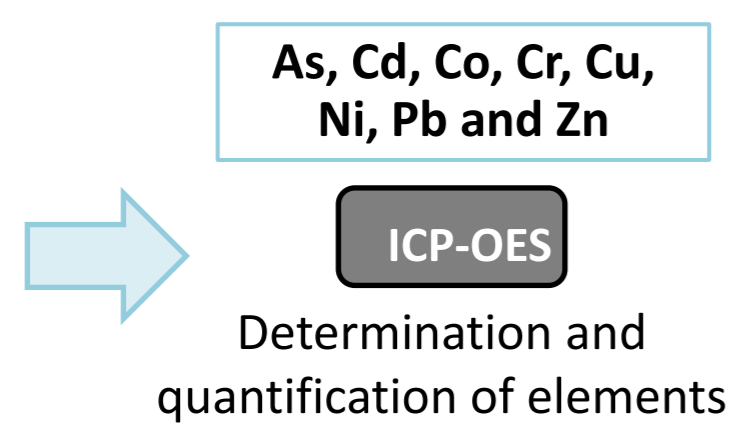 As, Cd, Co, Cr, Cu,
Ni, Pb and Zn
ICP-OES
Determination and
quantification of elements